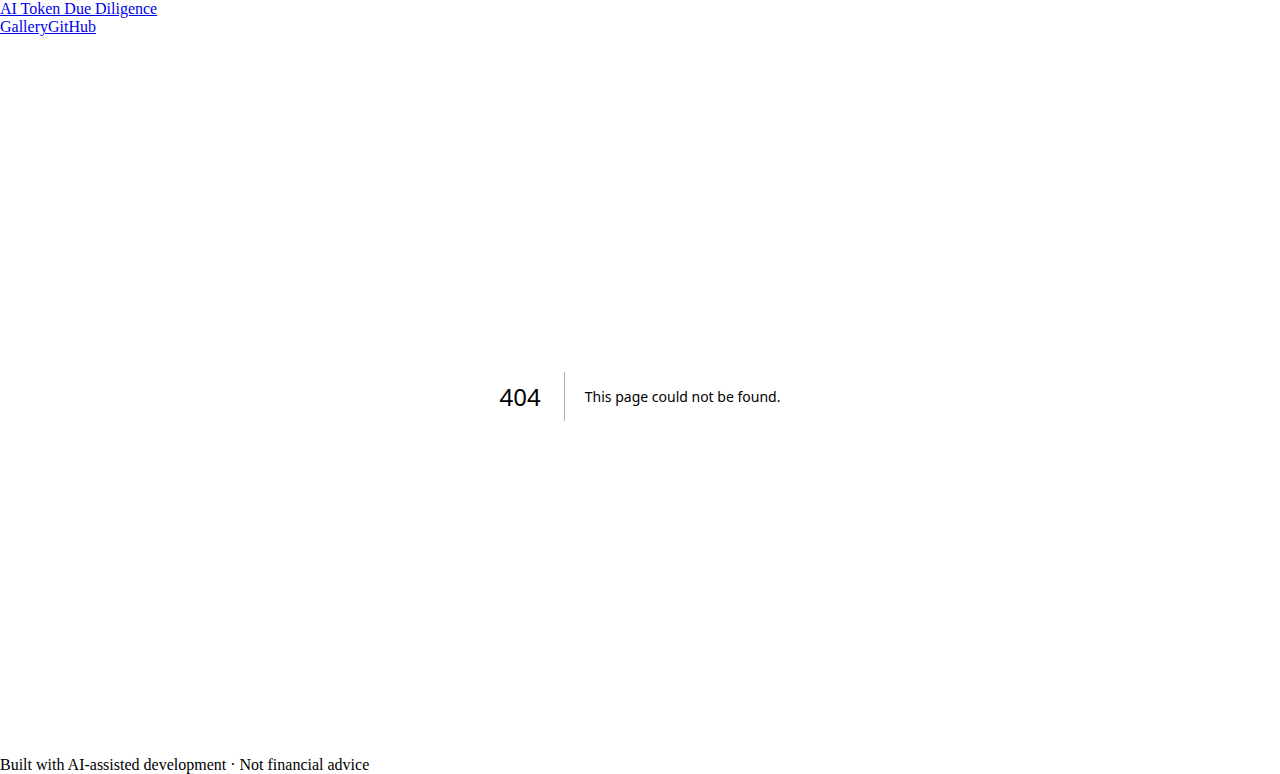 AI Token Due Diligence
GalleryGitHub
404
This page could not be found.
Built with AI-assisted development · Not financial advice